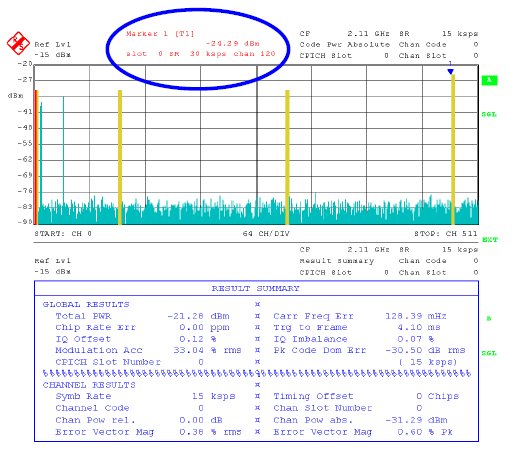 Marker 1 [T1]
-24.29 dBm
slot 0 SR 30 ksps chan 120
CF 2.11 GHz SR 15 ksps
Ref Lvl Code Pwr Absolute Chan Code 0
-15 dBm CPICH Slot 0 Chan Slot 0
1
-20
-27
dBm
-41
-48
-55
-62
-69
-76
-83
-90
A
SGL
START: CH 0 64 CH/DIV STOP: CH 511
EXT
CF 2.11 GHz SR 15 ksps
Ref Lvl Result Summary Chan Code 0
-15 dBm CPICH Slot 0 Chan Slot 0
RESULT SUMMARY
GLOBAL RESULTS ¤
Total PWR -21.28 dBm ¤ Carr Freq Err 128.39 mHz
Chip Rate Err 0.00 ppm ¤ Trg to Frame 4.10 ms
IQ Offset 0.12 % ¤ IQ Imbalance 0.07 %
Modulation Acc 33.04 % rms ¤ Pk Code Dom Err -30.50 dB rms
CPICH Slot Number 0 ¤ ( 15 ksps)
B
SGL
CHANNEL RESULTS ¤
Symb Rate 15 ksps ¤ Timing Offset 0 Chips
Channel Code 0 ¤ Chan Slot Number 0
Chan Pow rel. 0.00 dB ¤ Chan Pow abs. -31.29 dBm
Error Vector Mag 0.38 % rms ¤ Error Vector Mag 0.60 % Pk